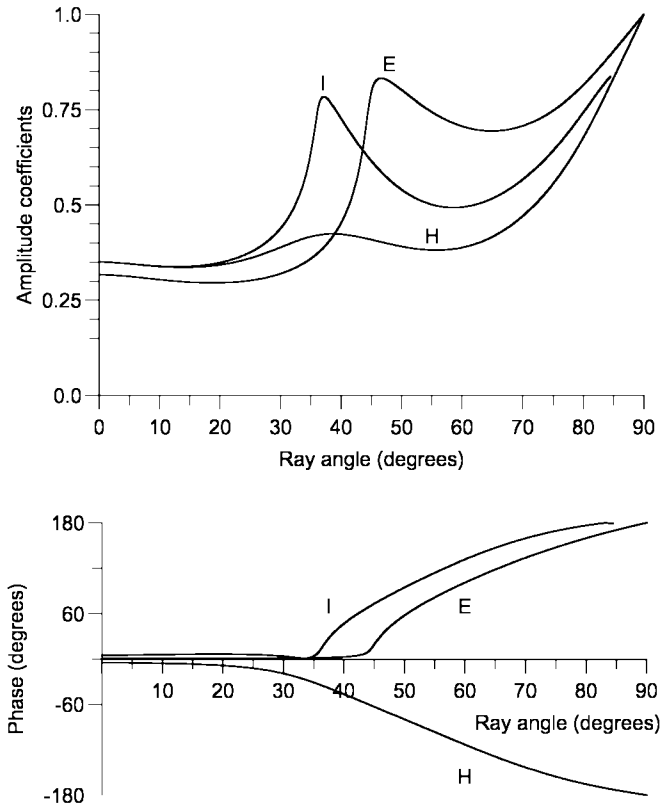 1.0
0.75
0.5
0.25
0.0
Amplitude coefficients
I
E
H
0 10 20 30 40 50 60 70 80 90
Ray angle (degrees)
180
60
-60
-180
Phase (degrees)
I
E
10 20 30 40 50 60 70 80 90
Ray angle (degrees)
H